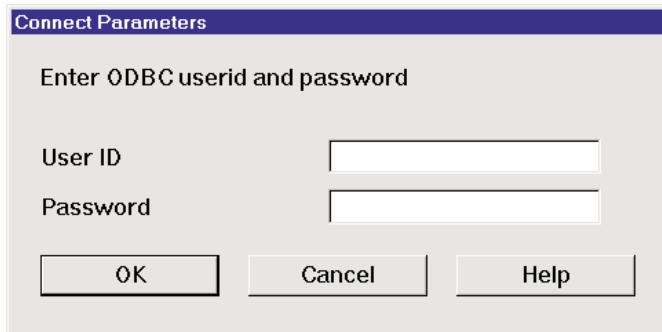 Connect Parameters
Enter ODBC userid and password
User ID
Password
OK Cancel Help